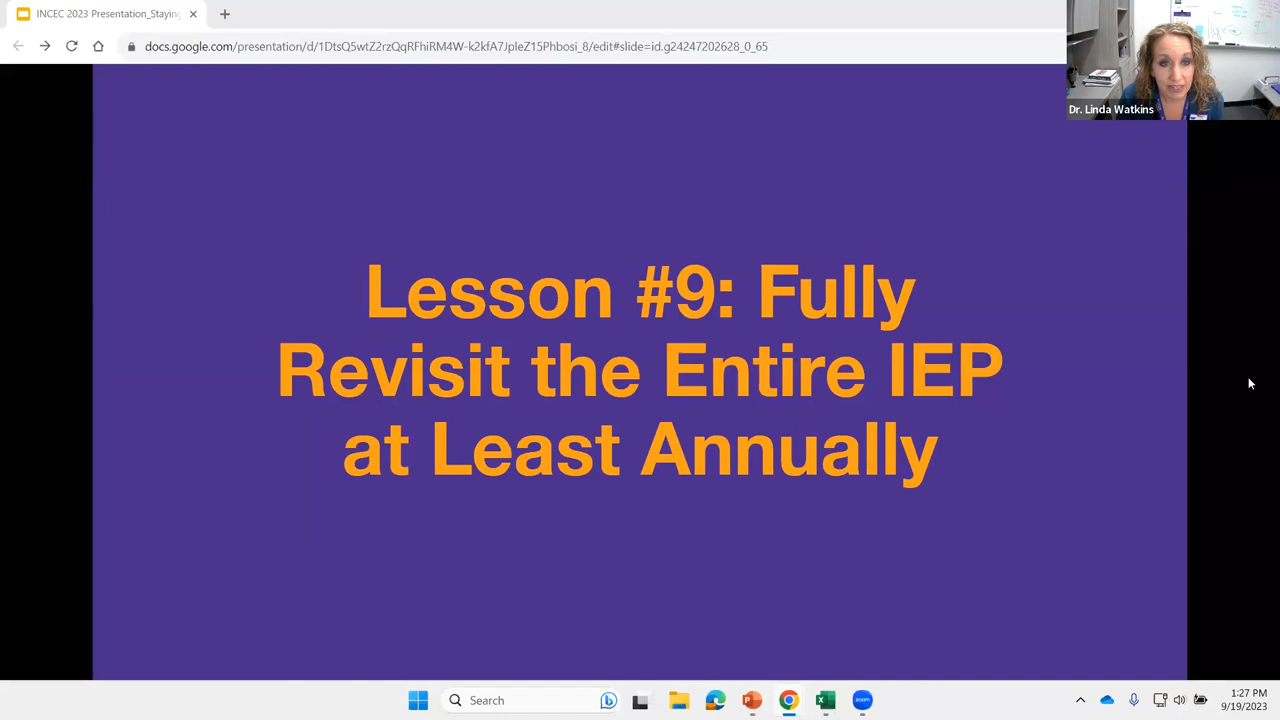 INCEC 2023 Presentation_Staying
docs.google.com/presentation/d/1DtsQ5wtZ2rzQqRFhiRM4W-k2kfA7JpleZ15Phbosi_8/edit#slide=id.g24247202628_0_65
Dr. Linda Watkins
Lesson #9: Fully
Revisit the Entire IEP
at Least Annually
Search
zoom
1:27 PM
9/19/2023